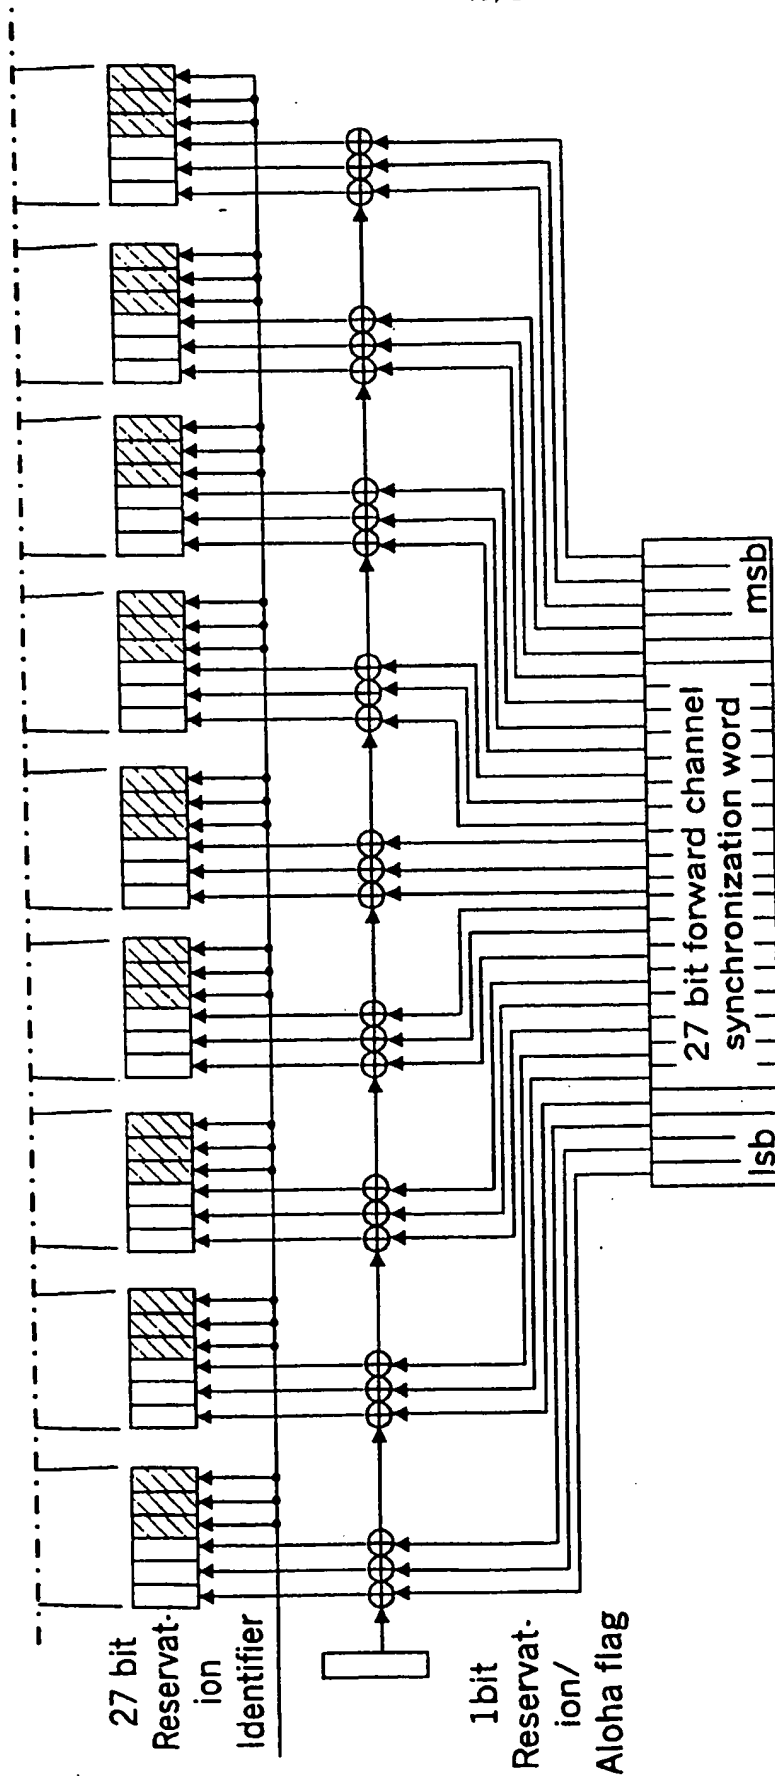 27 bit
Reservat-
ion
Identifier
1bit
Reservat-
ion/
Aloha flag
lsb
27 bit forward channel
synchronization word
msb